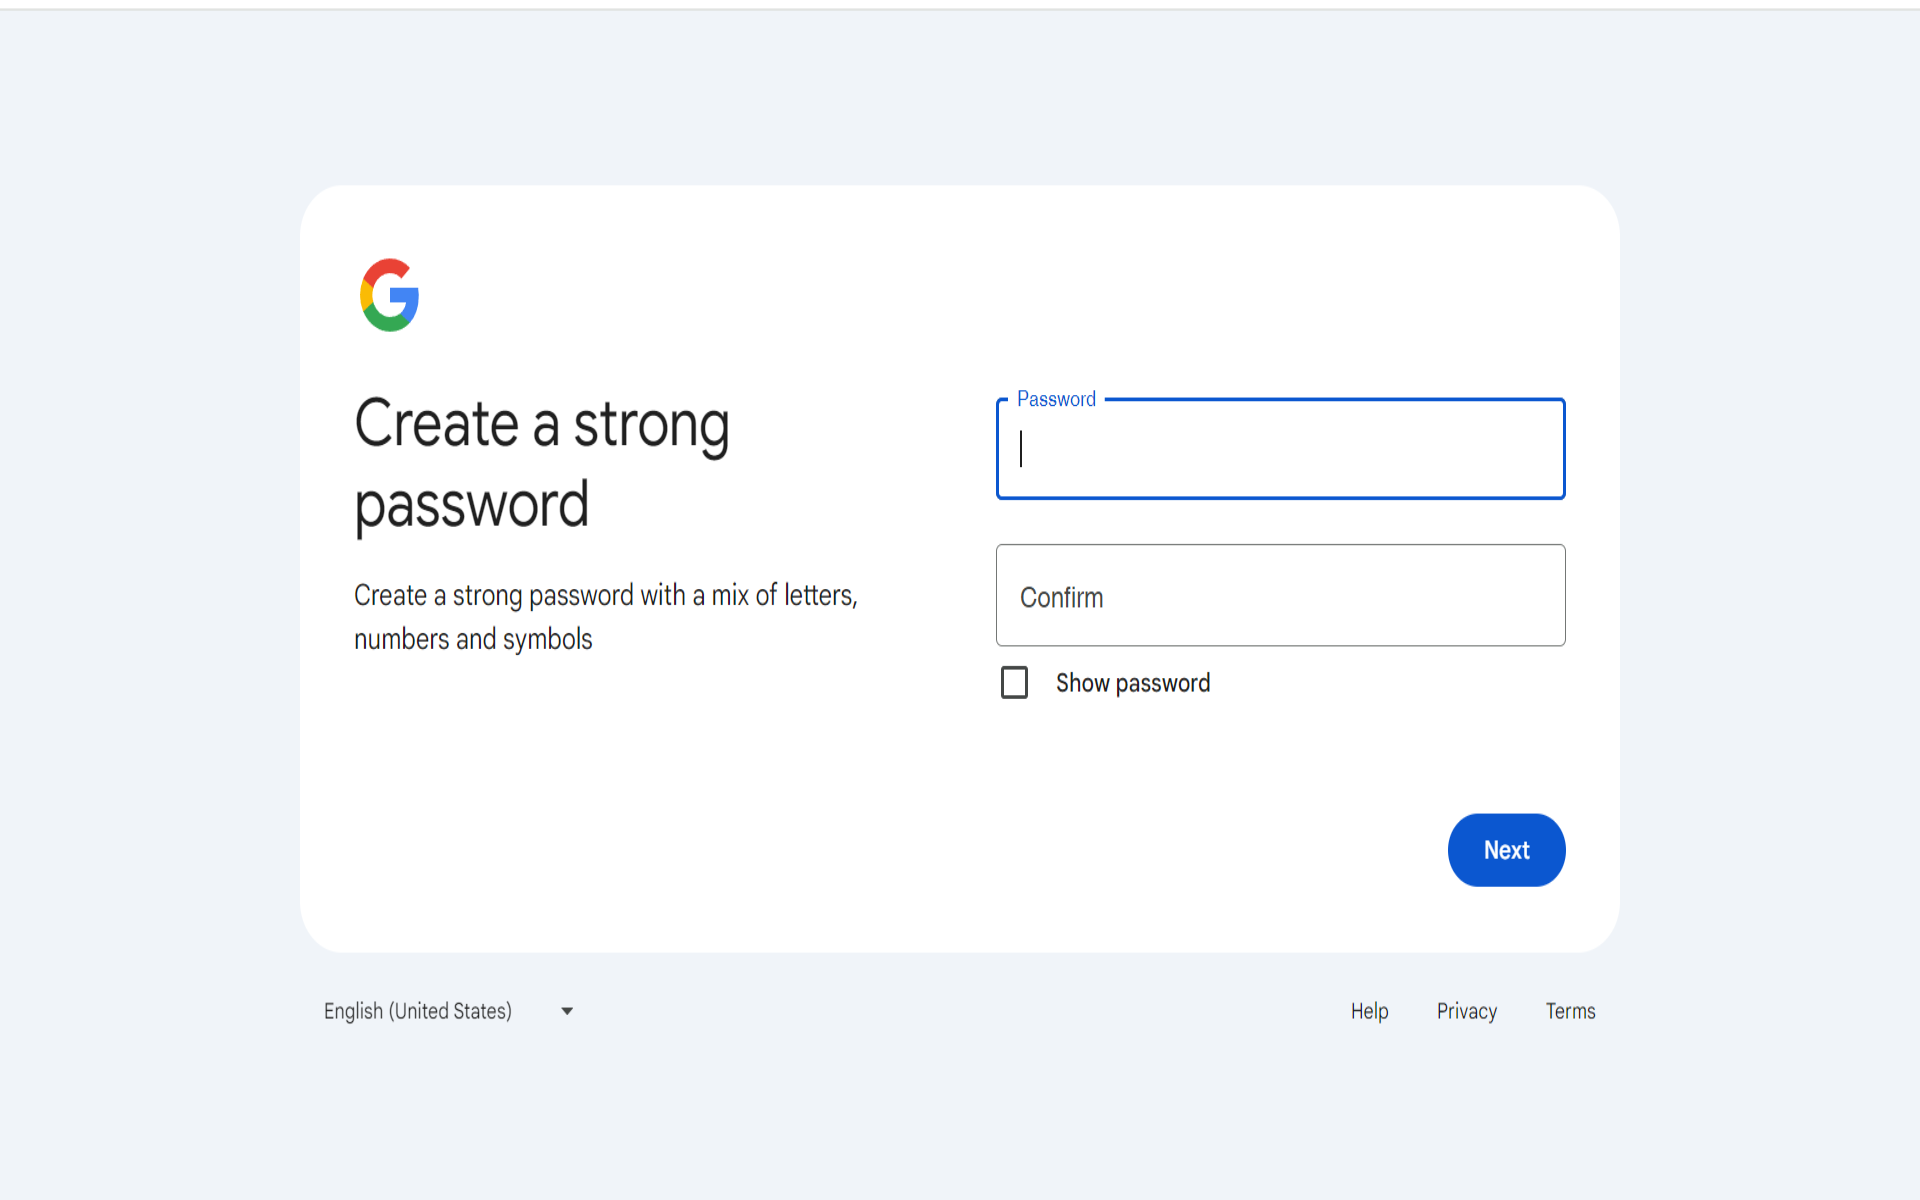 Create a strong
password
Create a strong password with a mix of letters,
numbers and symbols
Password
Confirm
Show password
Next
English (United States)
Help
Privacy
Terms